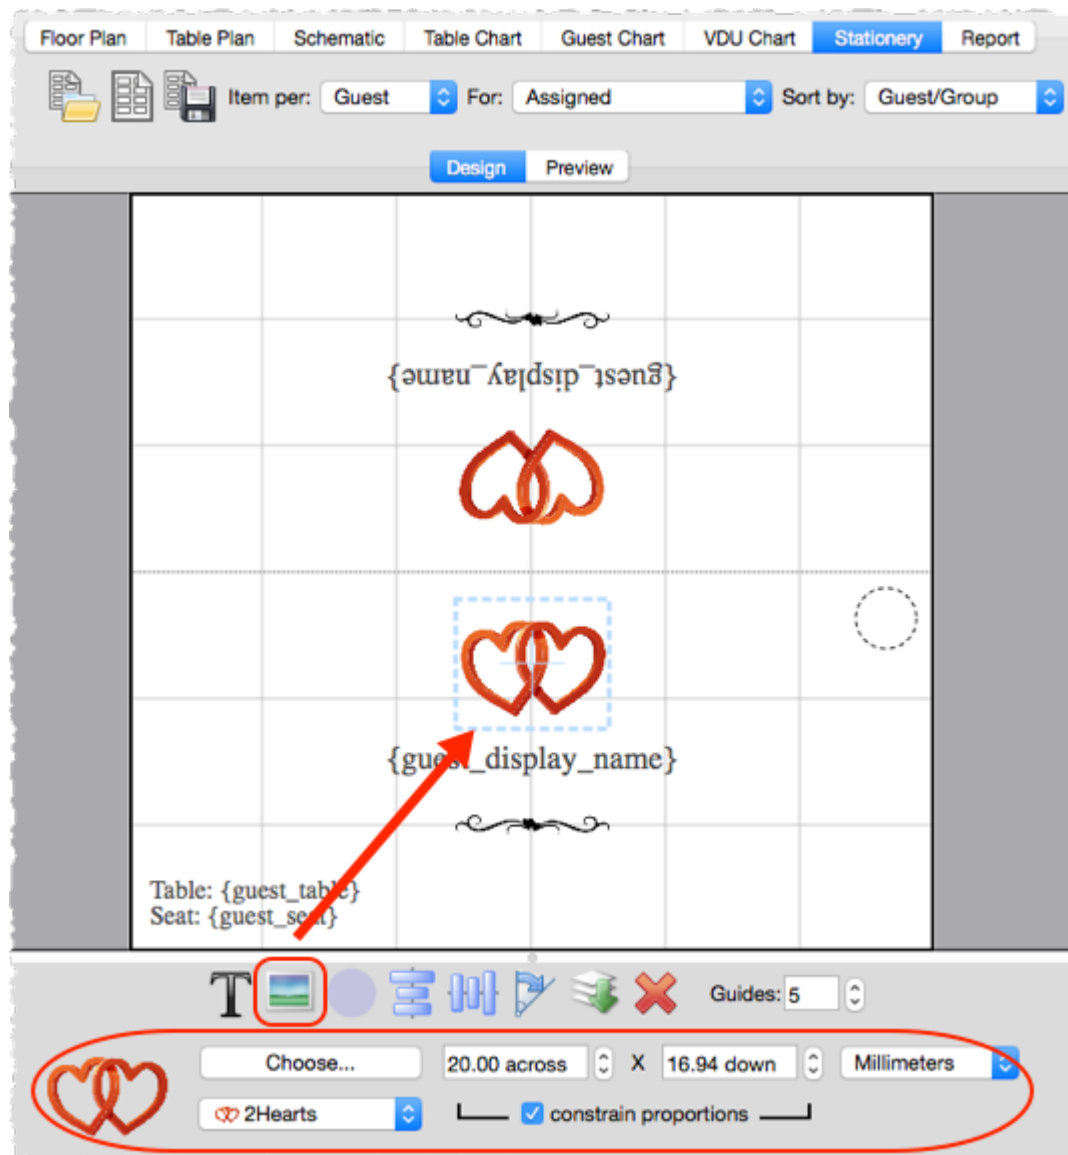 Floor Plan Table Plan Schematic Table Chart Guest Chart VDU Chart Stationery Report
Item per: Guest For: Assigned Sort by: Guest/Group
Design Preview
{guest_display_name}
{guest_display_name}
Table: {guest_table}
Seat: {guest_seat}
T Guides: 5
Choose... 20.00 across X 16.94 down Millimeters
2Hearts constrain proportions